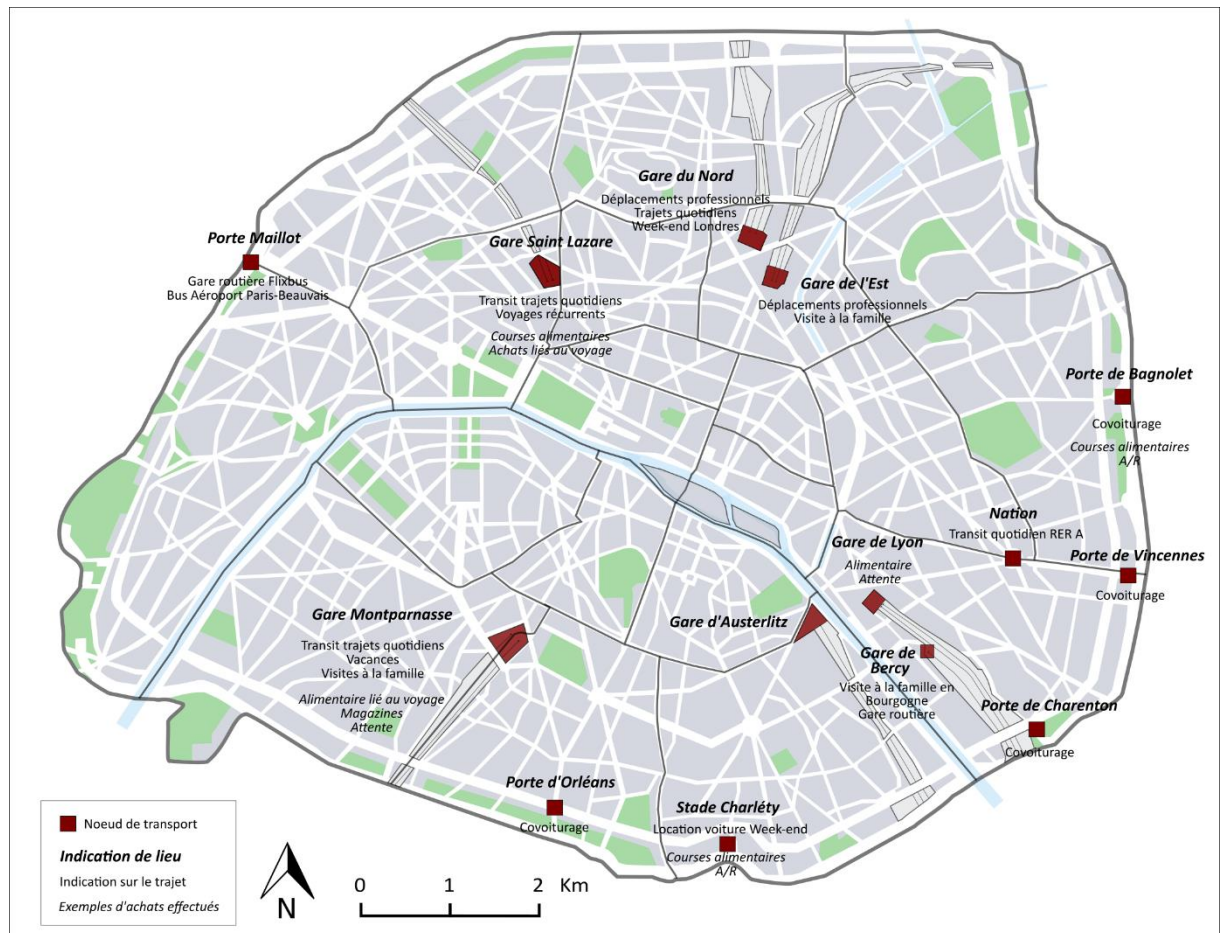 Gare du Nord
Déplacements professionnels
Trajets quotidiens
Week-end Londres
Porte Maillot
Gare routière Flixbus
Bus Aéroport Paris-Beauvais
Gare Saint Lazare
Transit trajets quotidiens
Voyages récurrents
Courses alimentaires
Achats liés au voyage
Gare de l'Est
Déplacements professionnels
Visite à la famille
Porte de Bagnolet
Covoiturage
Courses alimentaires
A/R
Nation
Transit quotidien RER A
Porte de Vincennes
Covoiturage
Gare de Lyon
Alimentaire
Attente
Gare Montparnasse
Transit trajets quotidiens
Vacances
Visites à la famille
Alimentaire lié au voyage
Magazines
Attente
Gare d'Austerlitz
Gare de
Bercy
Visite à la famille en
Bourgogne
Gare routière
Porte de Charenton
Covoiturage
Porte d'Orléans
Covoiturage
Stade Charléty
Location voiture Week-end
Courses alimentaires
A/R
Noeud de transport
Indication de lieu
Indication sur le trajet
Exemples d'achats effectués
N
0 1 2 Km